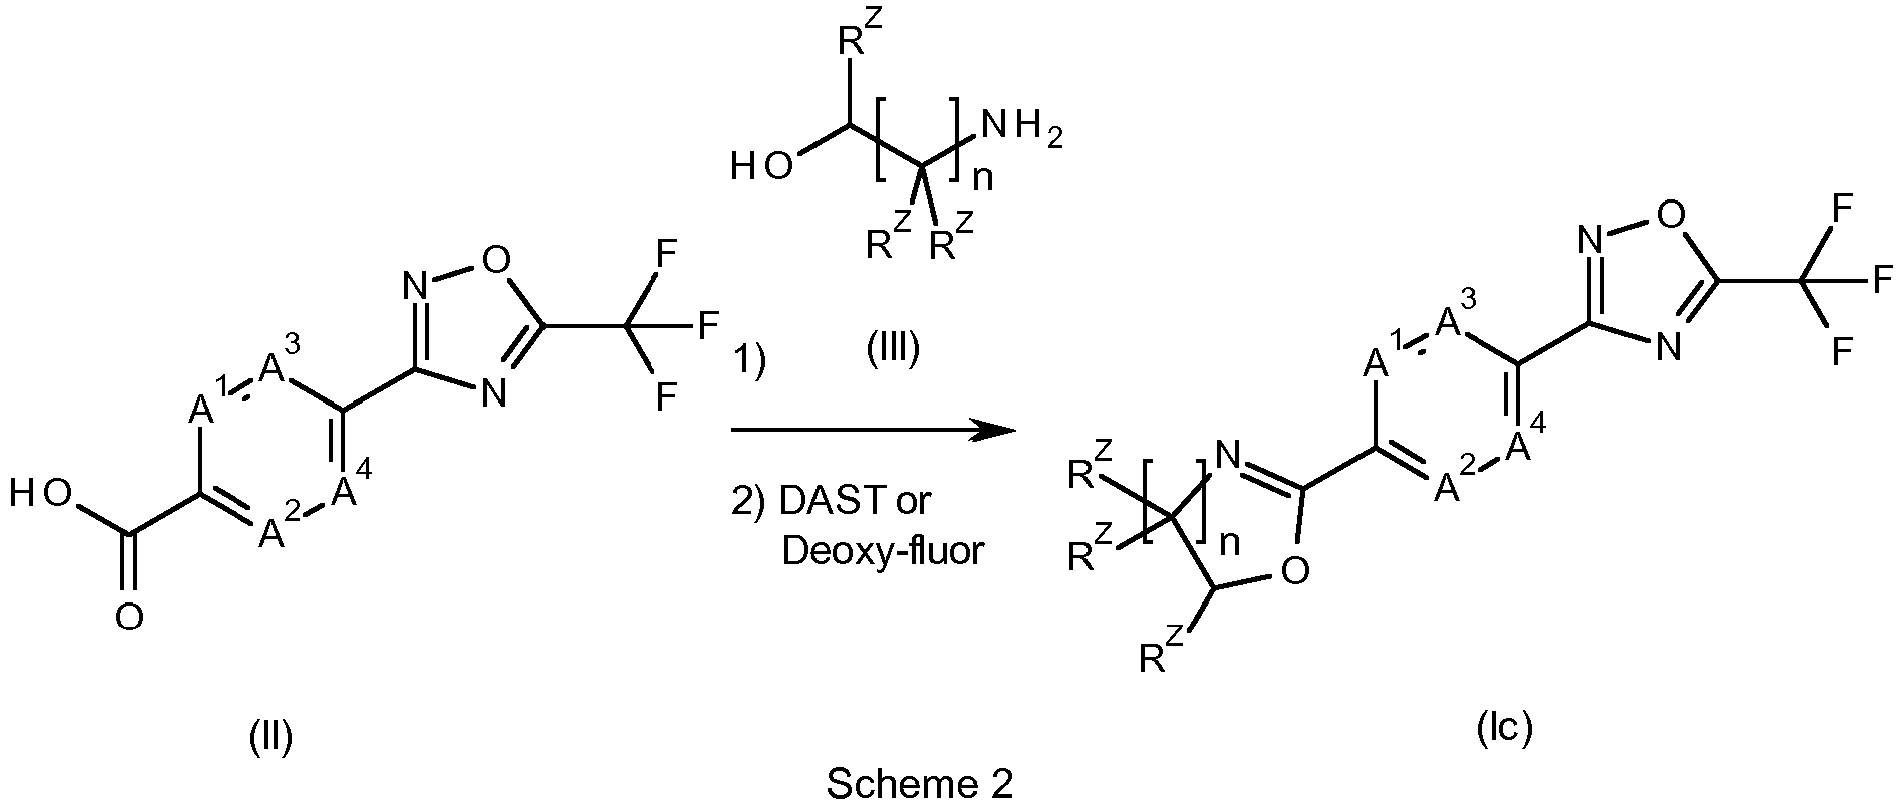 R^Z
HO [ ]n NH2
R^Z R^Z
(III)
N O F
F
N F
A^3
A^1
A^4
A^2
HO
O
(II)
1)
2) DAST or
Deoxy-fluor
N O F
F
N F
A^3
A^1
A^4
A^2
R^Z [ ]n N
R^Z
O
R^Z
(Ic)
Scheme 2